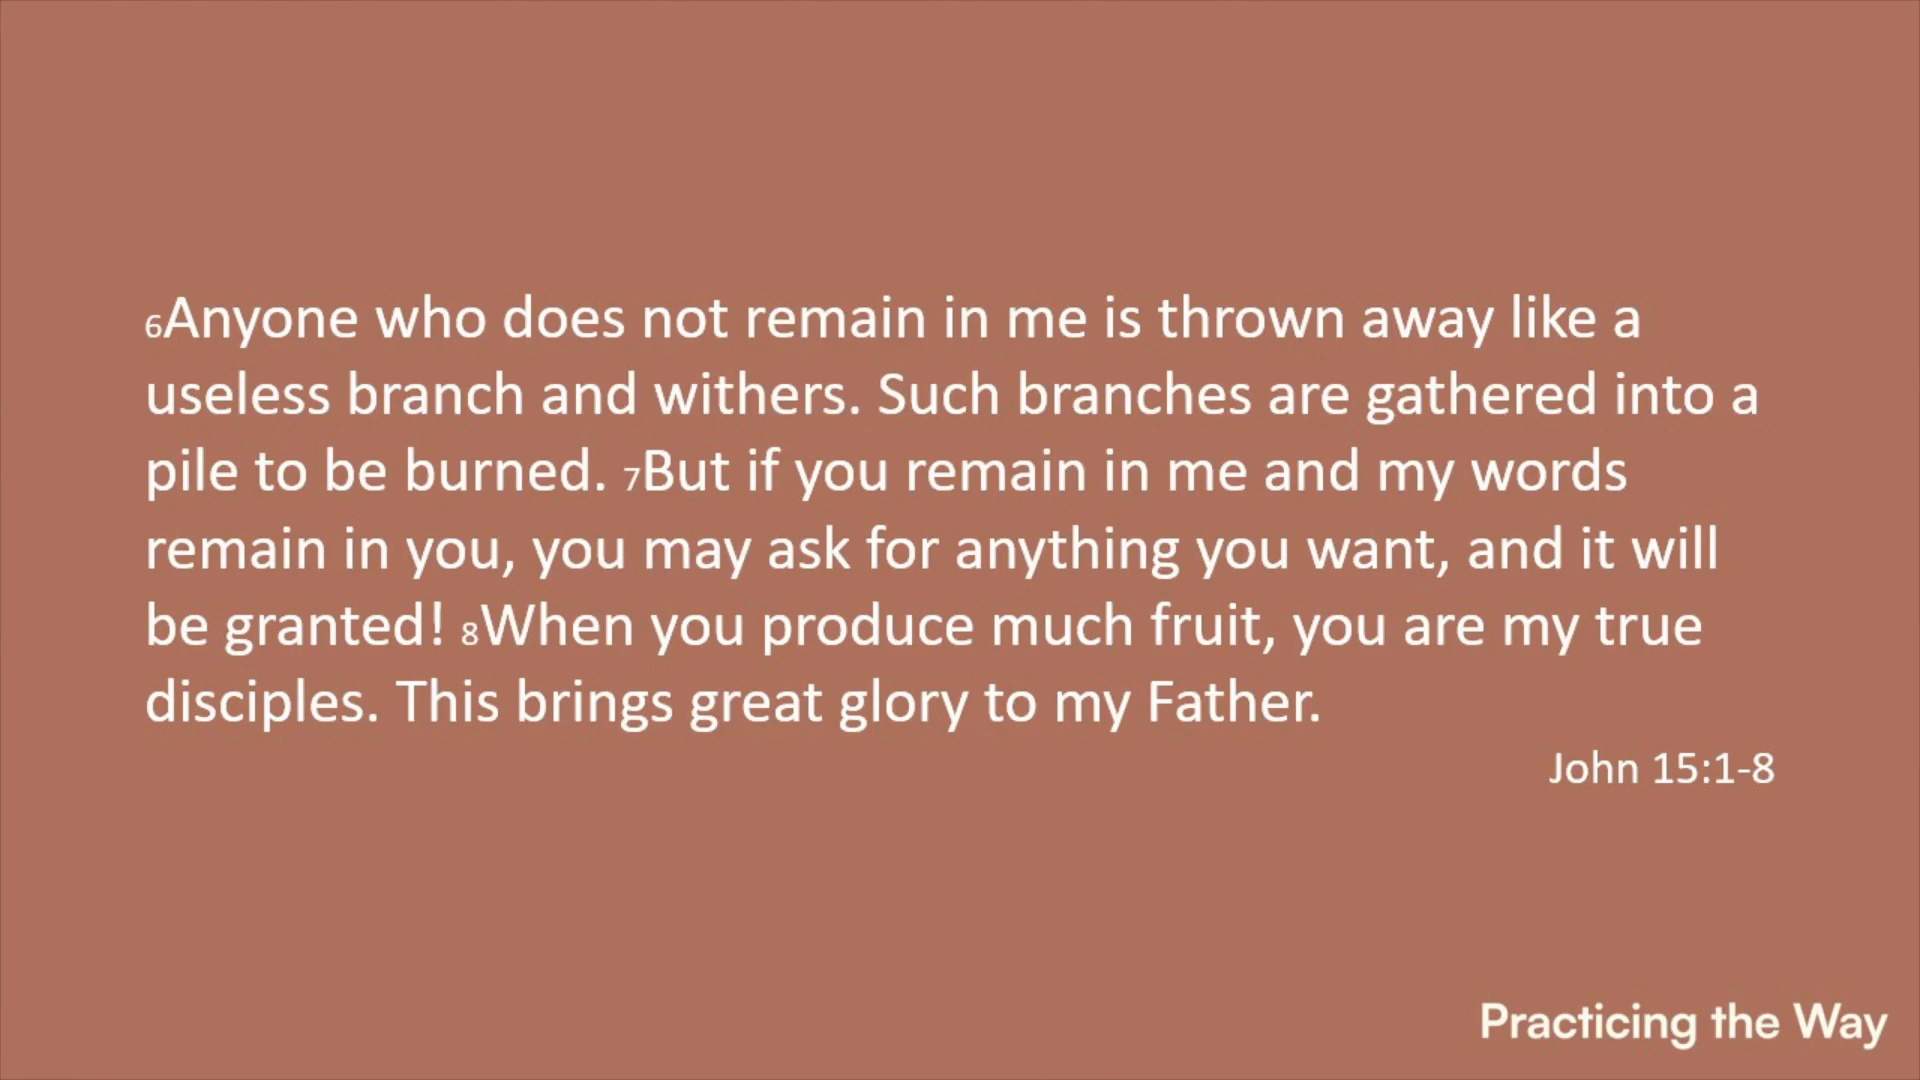 6Anyone who does not remain in me is thrown away like a
useless branch and withers. Such branches are gathered into a
pile to be burned. 7But if you remain in me and my words
remain in you, you may ask for anything you want, and it will
be granted! 8When you produce much fruit, you are my true
disciples. This brings great glory to my Father.
John 15:1-8
Practicing the Way